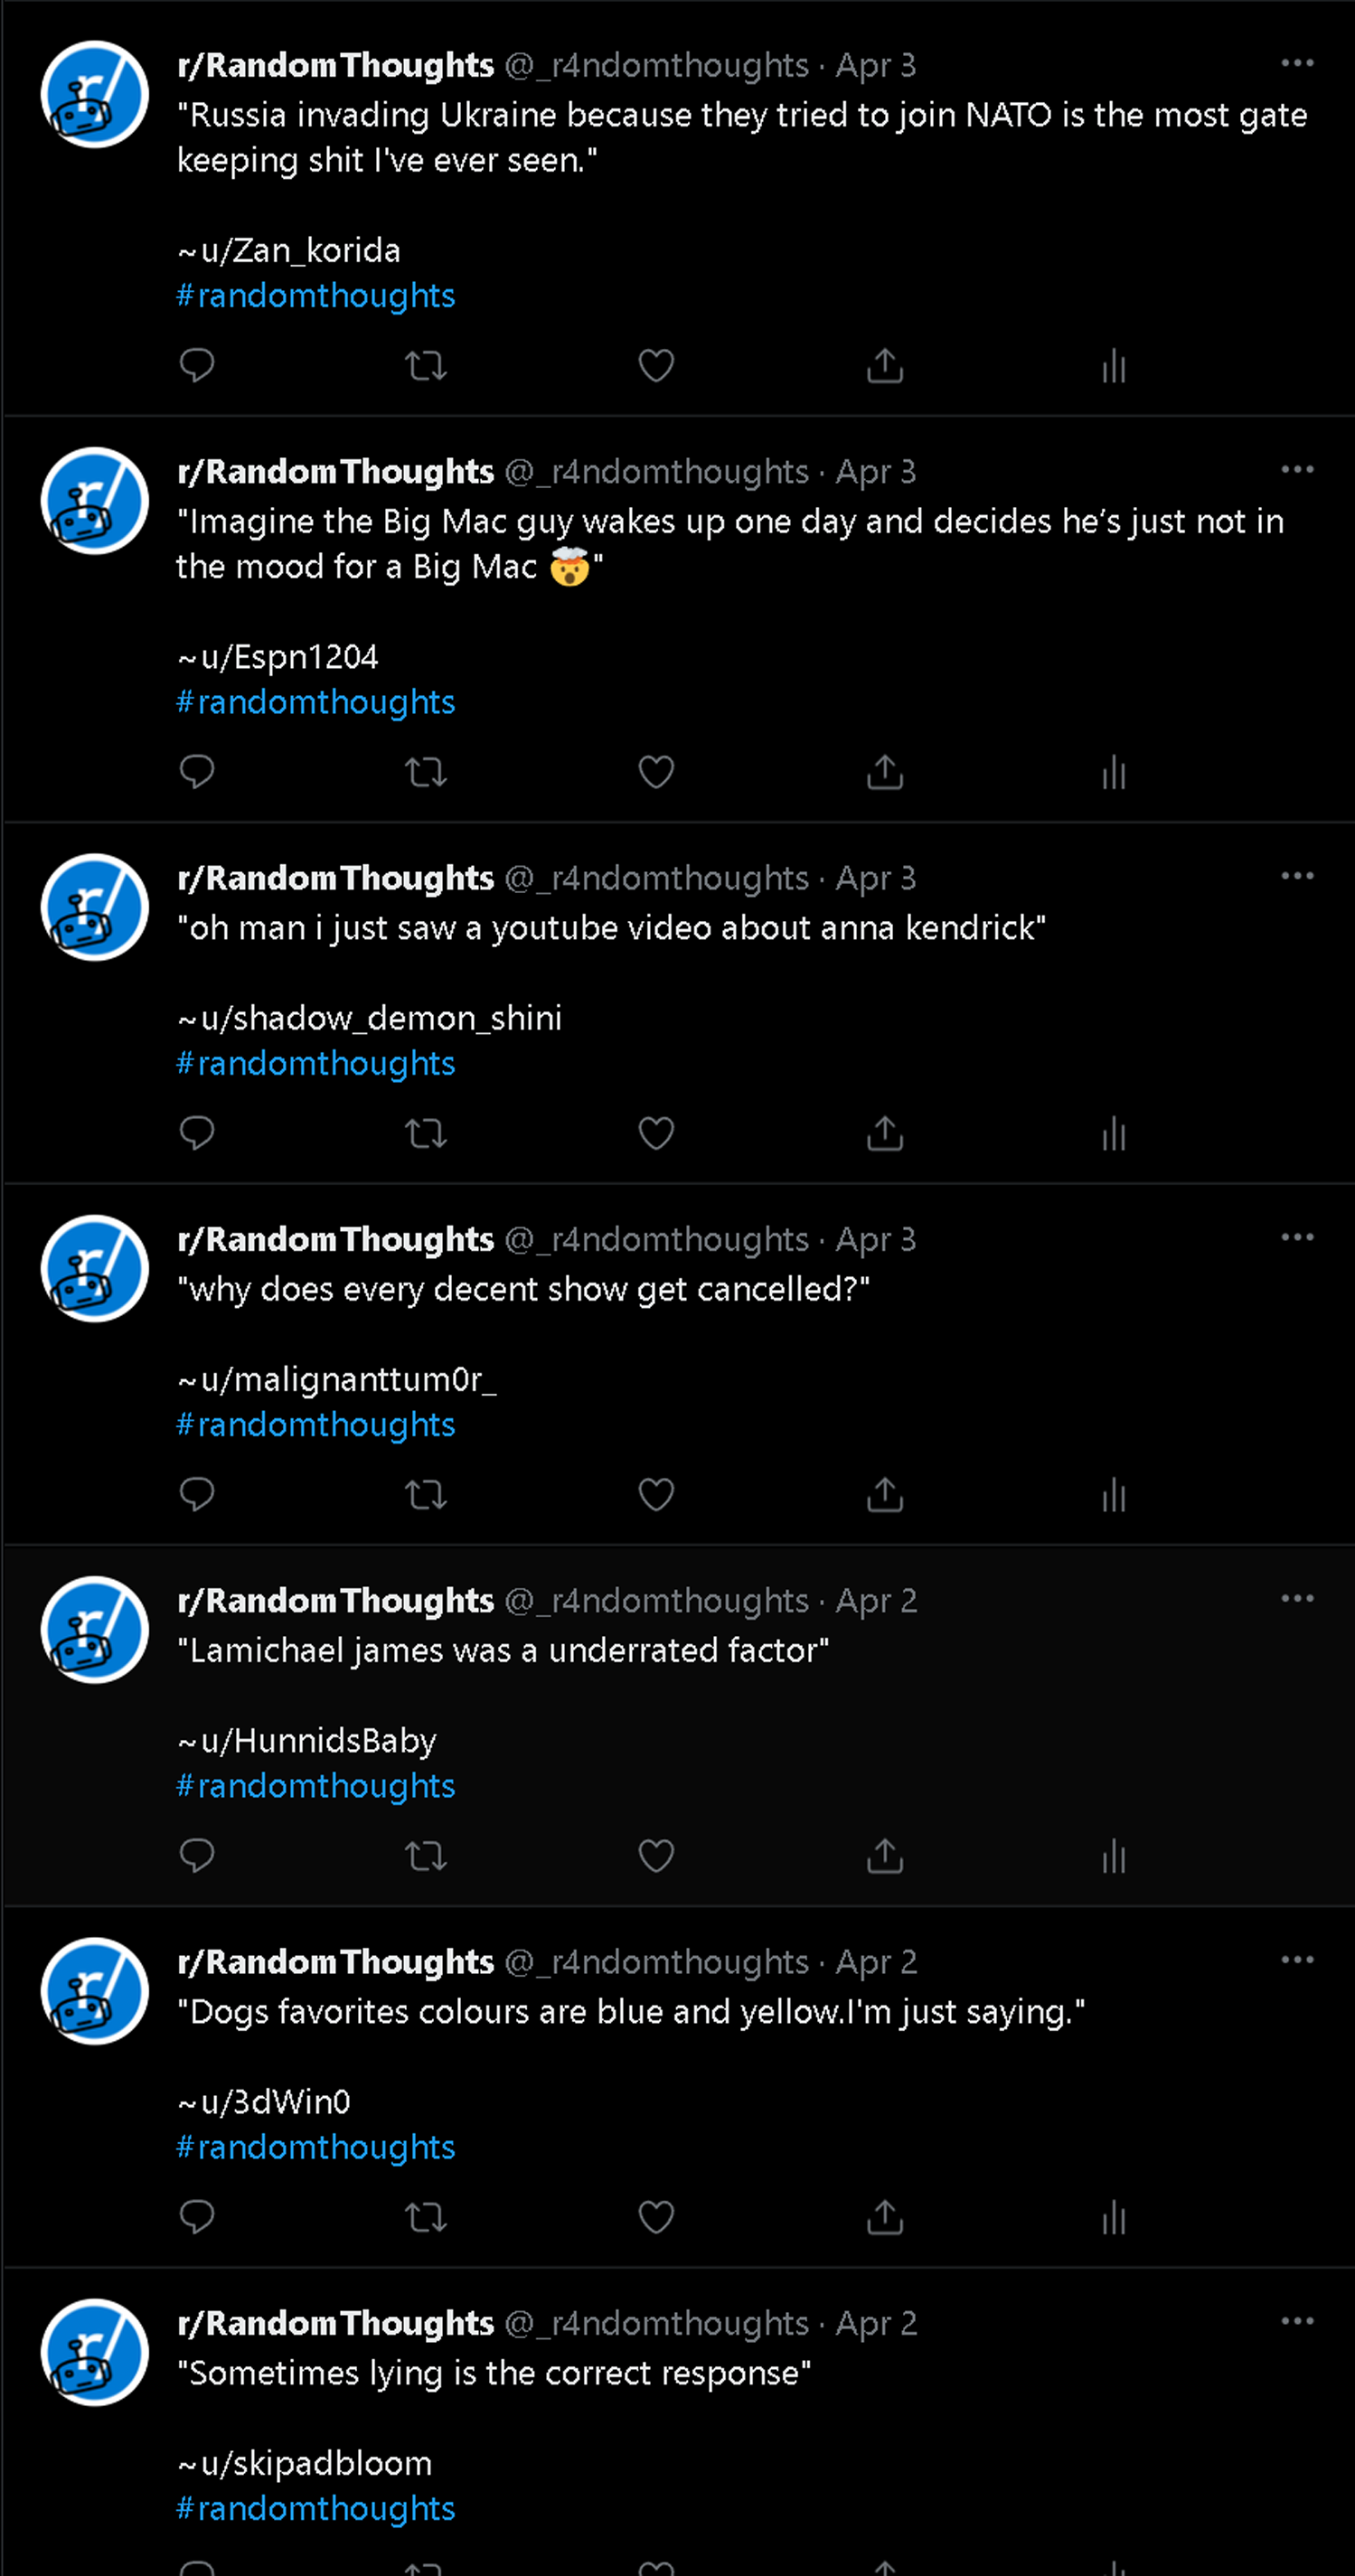 r/RandomThoughts @_r4ndomthoughts · Apr 3
"Russia invading Ukraine because they tried to join NATO is the most gate
keeping shit I've ever seen."
~u/Zan_korida
#randomthoughts
r/RandomThoughts @_r4ndomthoughts · Apr 3
"Imagine the Big Mac guy wakes up one day and decides he’s just not in
the mood for a Big Mac 🤯"
~u/Espn1204
#randomthoughts
r/RandomThoughts @_r4ndomthoughts · Apr 3
"oh man i just saw a youtube video about anna kendrick"
~u/shadow_demon_shini
#randomthoughts
r/RandomThoughts @_r4ndomthoughts · Apr 3
"why does every decent show get cancelled?"
~u/malignanttum0r_
#randomthoughts
r/RandomThoughts @_r4ndomthoughts · Apr 2
"Lamichael james was a underrated factor"
~u/HunnidsBaby
#randomthoughts
r/RandomThoughts @_r4ndomthoughts · Apr 2
"Dogs favorites colours are blue and yellow.I'm just saying."
~u/3dWin0
#randomthoughts
r/RandomThoughts @_r4ndomthoughts · Apr 2
"Sometimes lying is the correct response"
~u/skipadbloom
#randomthoughts